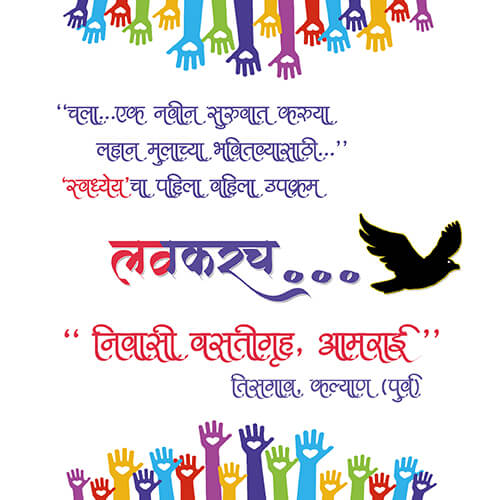 “चला...एक नवीन सुरुवात करुया
लहान मुलाच्या भवितव्यासाठी...”
‘स्वध्येय’चा पहिला वहिला उपक्रम
लवकरच...
“ निवासी वसतीगृह, आमराई ”
तिसगाव, कल्याण (पुर्व)